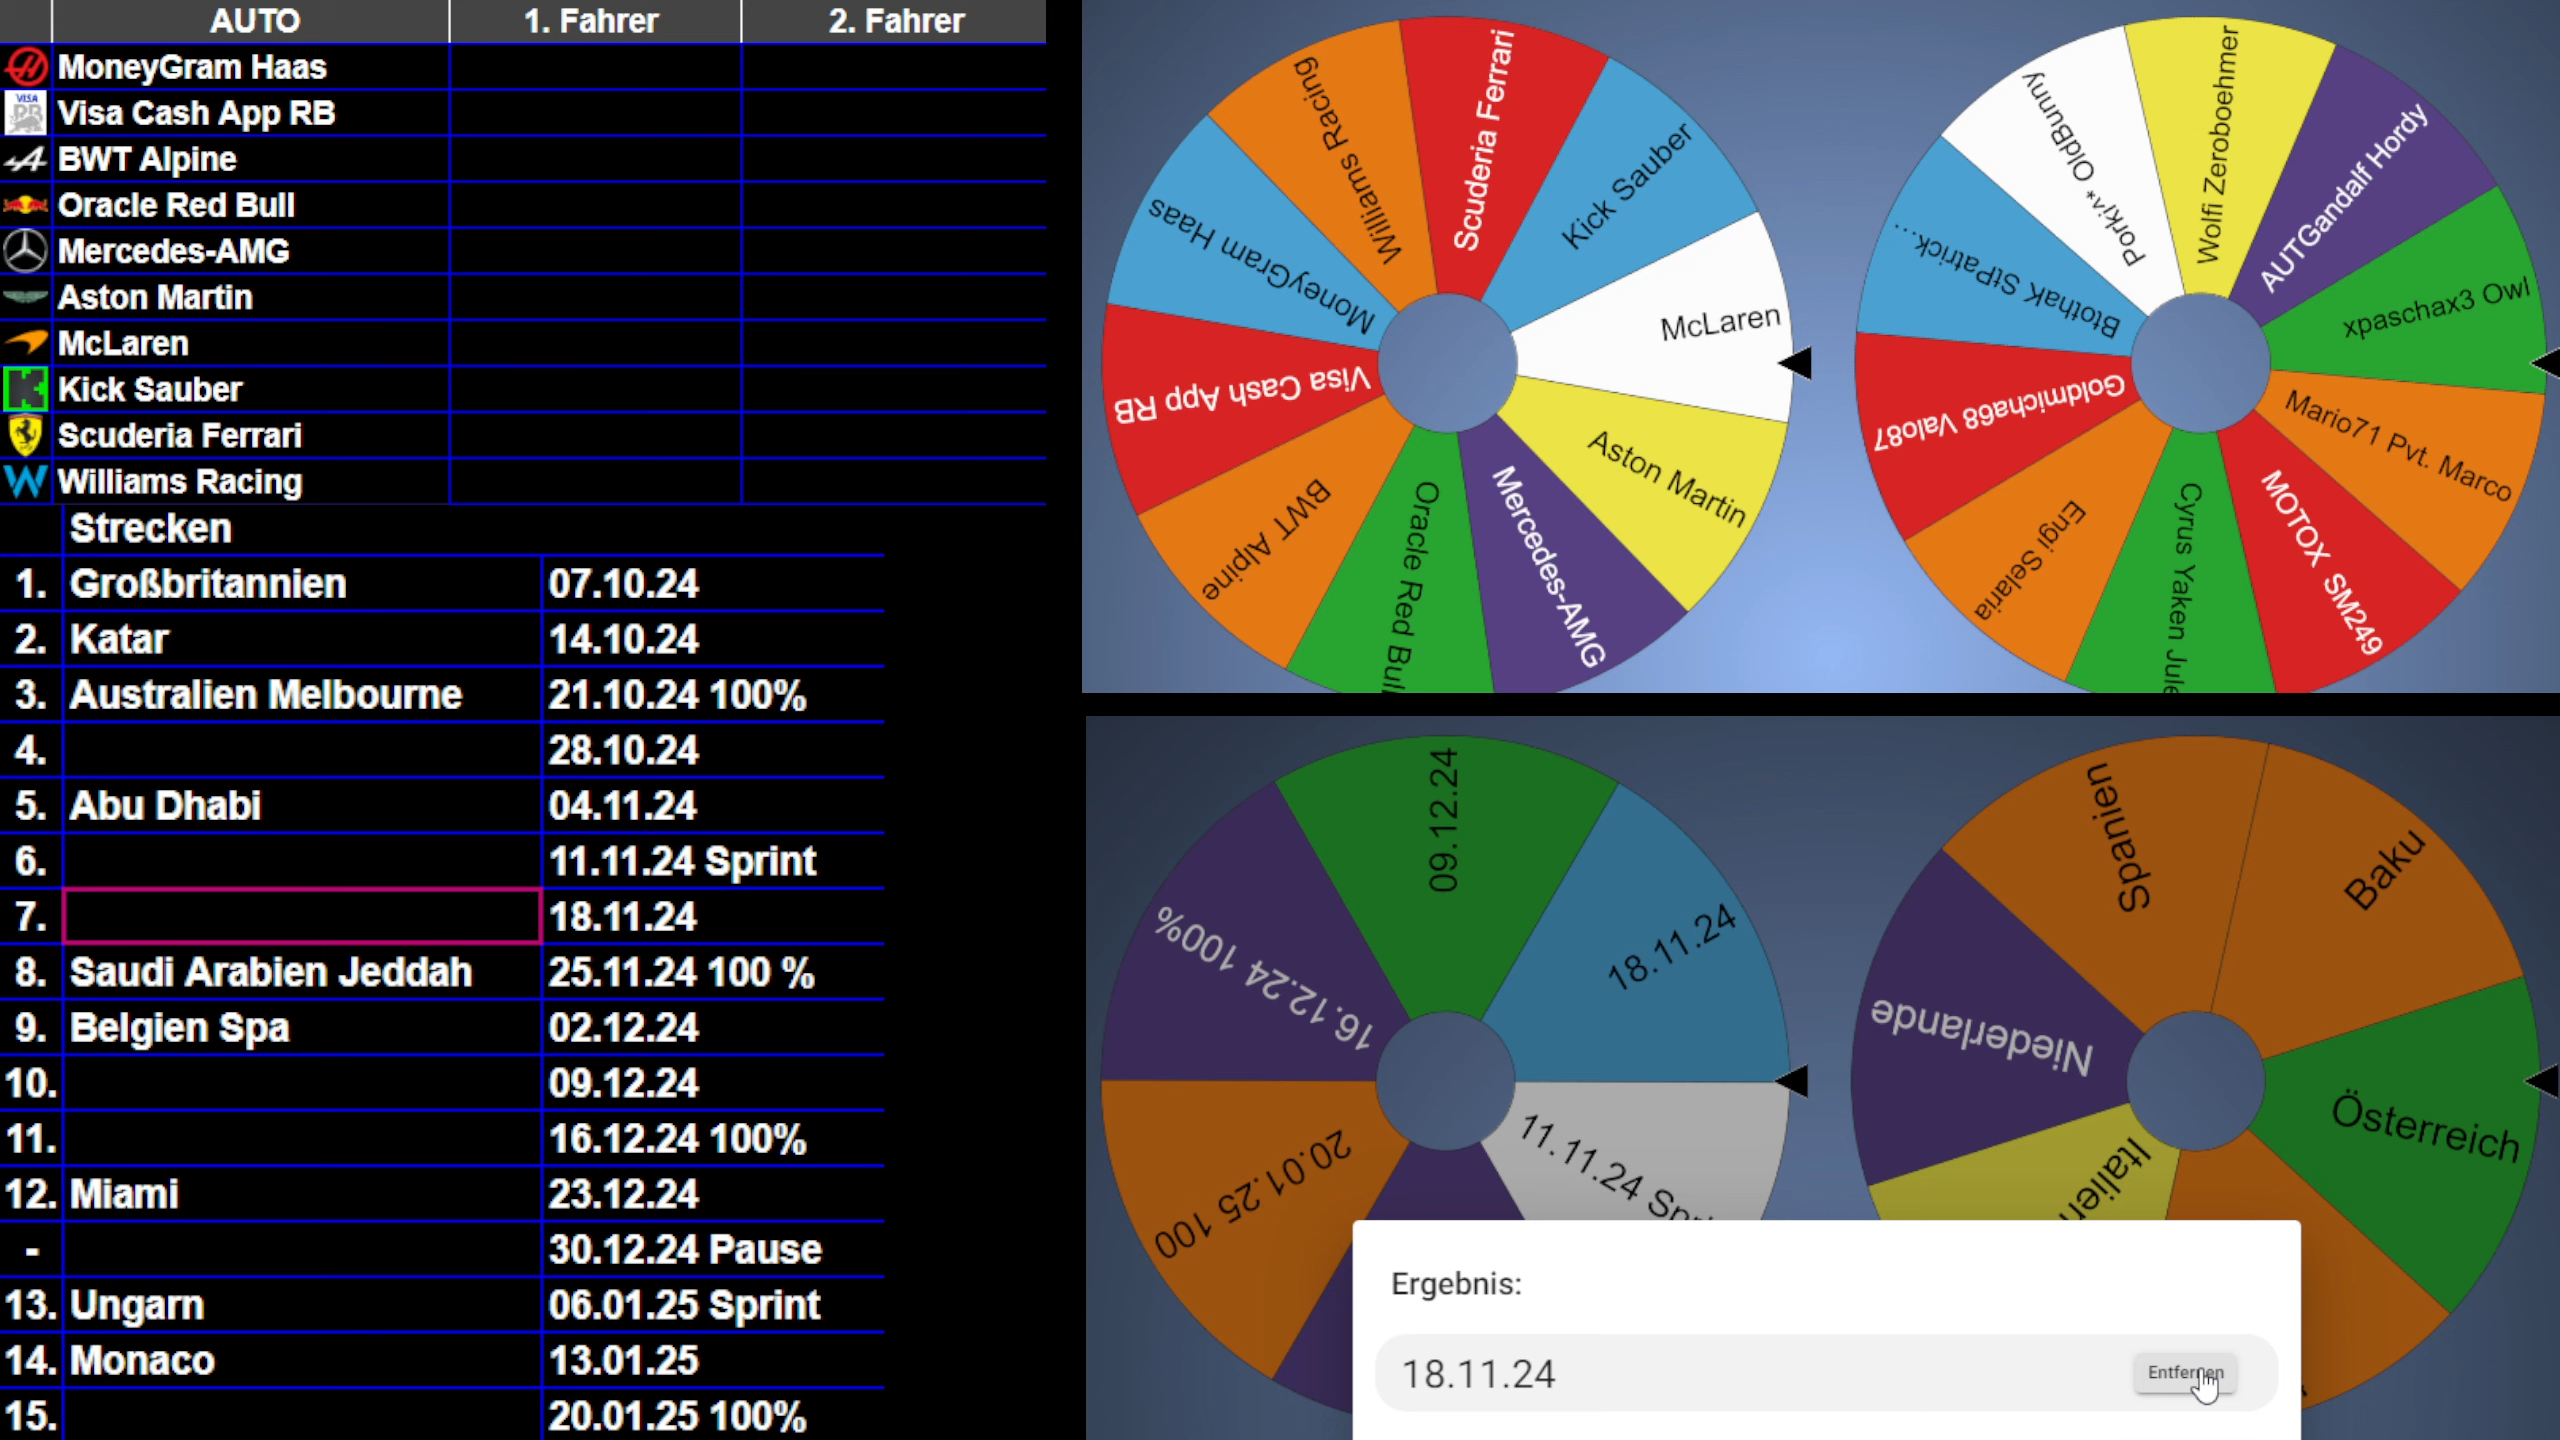 AUTO 1. Fahrer 2. Fahrer
MoneyGram Haas
VISA
Visa Cash App RB
BWT Alpine
Oracle Red Bull
Mercedes-AMG
Aston Martin
McLaren
Kick Sauber
Scuderia Ferrari
Williams Racing
Strecken
1. Großbritannien 07.10.24
2. Katar 14.10.24
3. Australien Melbourne 21.10.24 100%
4. 28.10.24
5. Abu Dhabi 04.11.24
6. 11.11.24 Sprint
7. 18.11.24
8. Saudi Arabien Jeddah 25.11.24 100 %
9. Belgien Spa 02.12.24
10. 09.12.24
11. 16.12.24 100%
12. Miami 23.12.24
- 30.12.24 Pause
13. Ungarn 06.01.25 Sprint
14. Monaco 13.01.25
15. 20.01.25 100%
Scuderia Ferrari
Kick Sauber
McLaren
Aston Martin
Mercedes-AMG
Oracle Red Bull
BWT Alpine
Visa Cash App RB
MoneyGram Haas
Williams Racing
Wolfi Zeroboehmer
AUTGandalf Hordy
xpaschax3 Owl
Mario71 Pvt. Marco
MOTOX SM249
Cyrus Yaken Jule
Engi Selaria
Goldmicha68 Valo87
BtothaK StPatrick...
Porki^* OldBunny
09.12.24
18.11.24
11.11.24 Spri
20.01.25 100
16.12.24 100%
Spanien
Baku
Österreich
Italien
Niederlande
Ergebnis:
18.11.24
Entfernen